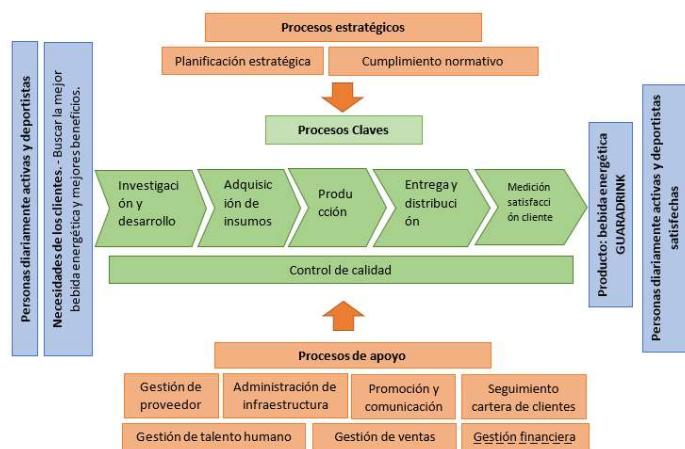 Personas diariamente activas y deportistas
Necesidades de los clientes. - Buscar la mejor
bebida energética y mejores beneficios.
Procesos estratégicos
Planificación estratégica
Cumplimiento normativo
Procesos Claves
Investigaci
ón y
desarrollo
Adquisic
ión de
insumos
Produ
cción
Entrega y
distribuci
ón
Medición
satisfacci
ón cliente
Control de calidad
Producto: bebida energética
GUARADRINK
Personas diariamente activas y deportistas
satisfechas
Procesos de apoyo
Gestión de
proveedor
Administración de
infraestructura
Promoción y
comunicación
Seguimiento
cartera de clientes
Gestión de talento humano
Gestión de ventas
Gestión financiera